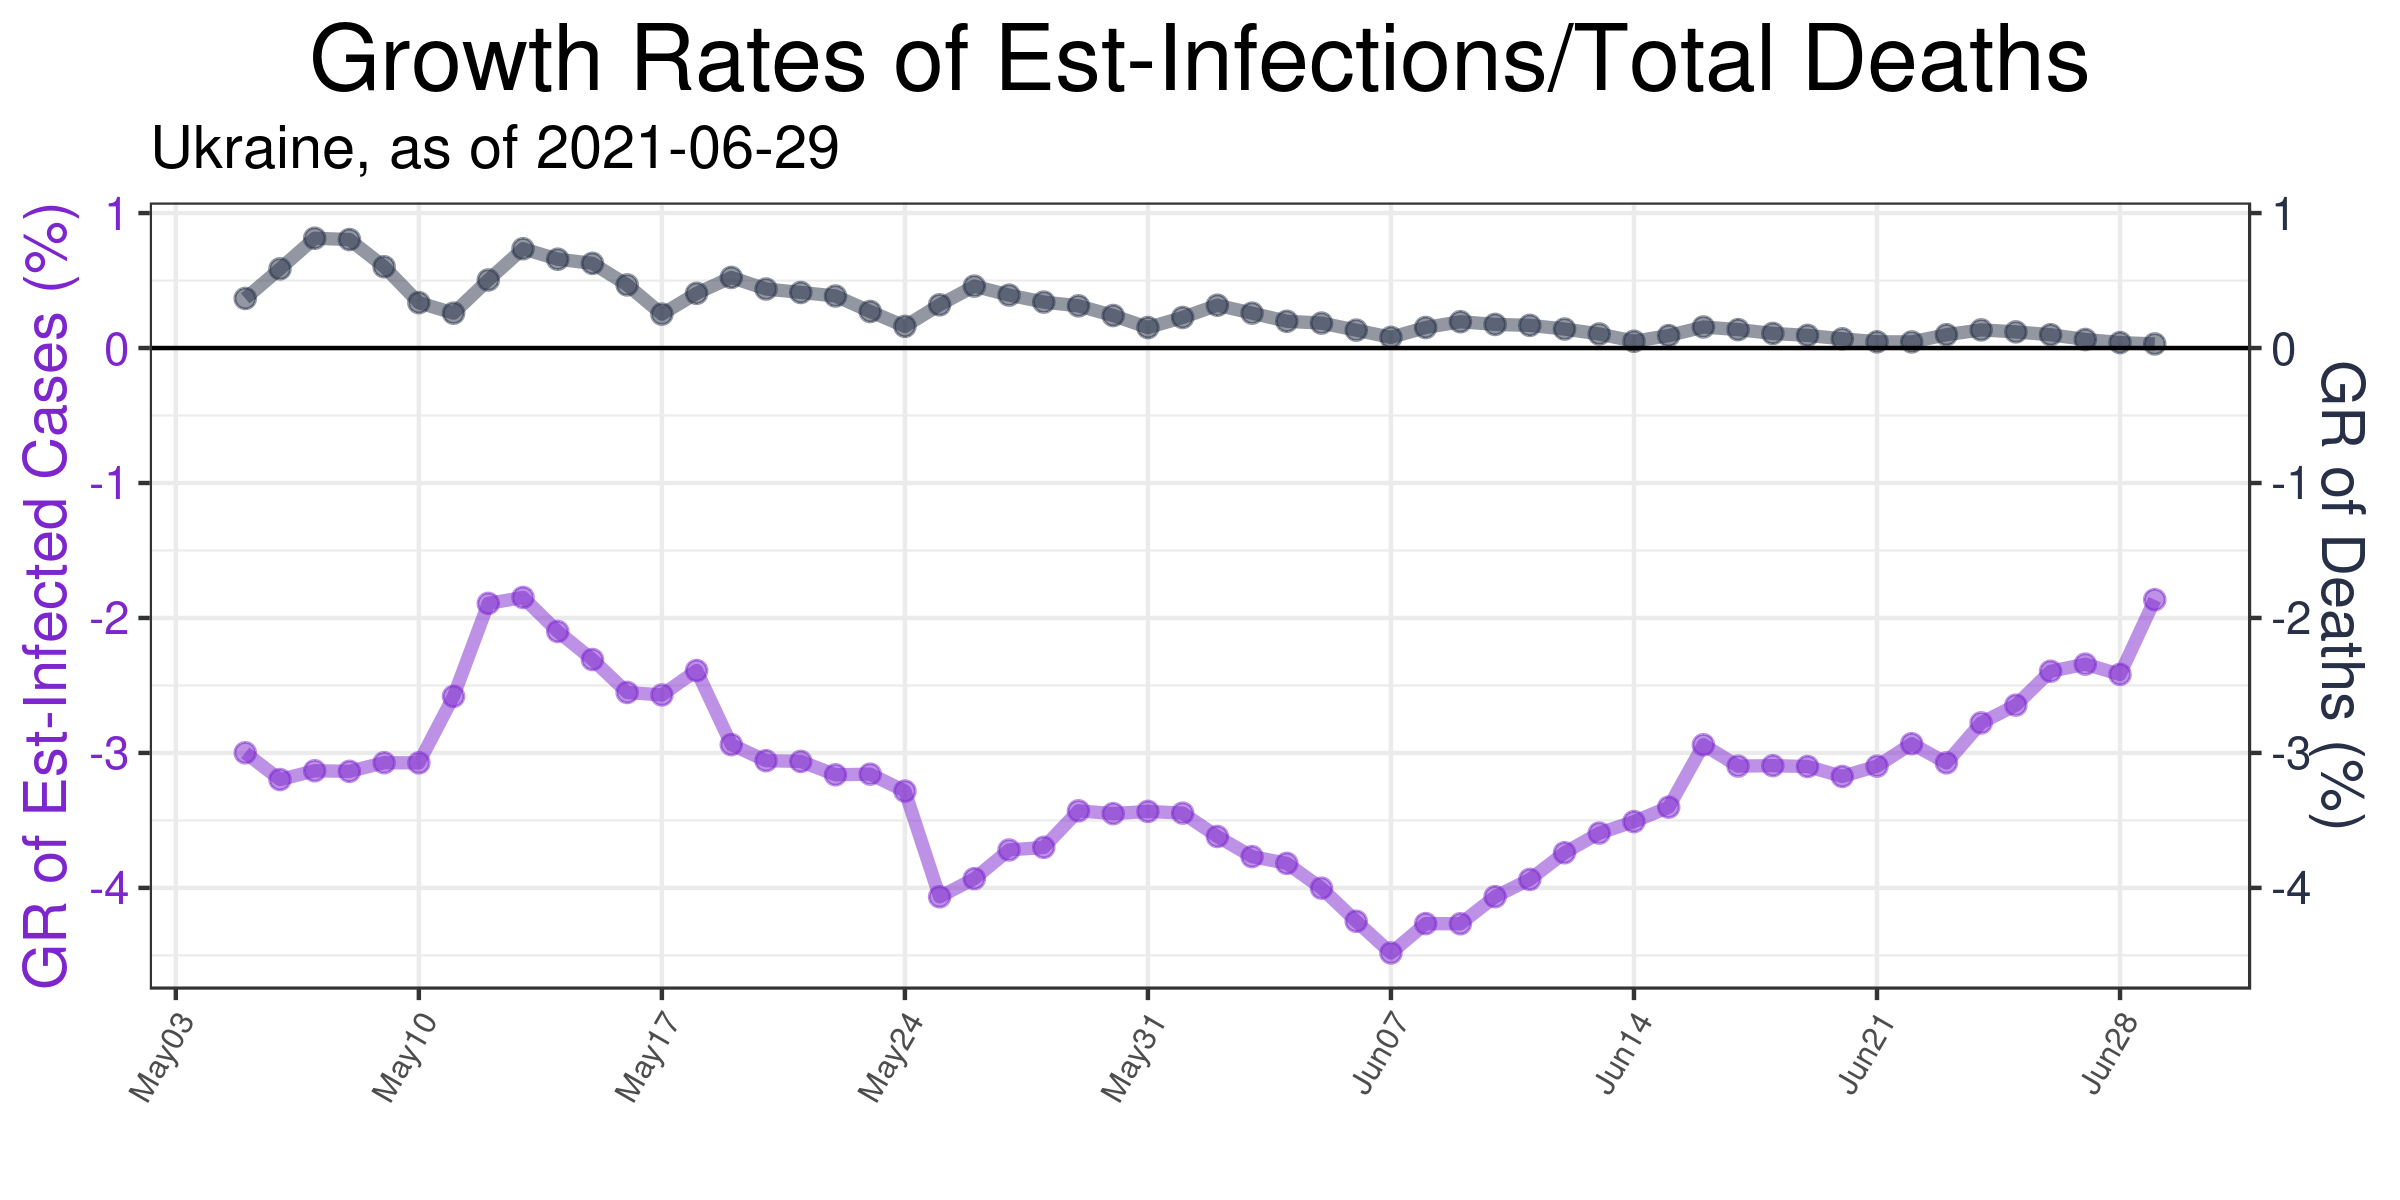 Growth Rates of Est-Infections/Total Deaths
Ukraine, as of 2021-06-29
GR of Est-Infected Cases (%)
1
0
-1
-2
-3
-4
1
0
-1
-2
-3
-4
GR of Deaths (%)
May03
May10
May17
May24
May31
Jun07
Jun14
Jun21
Jun28